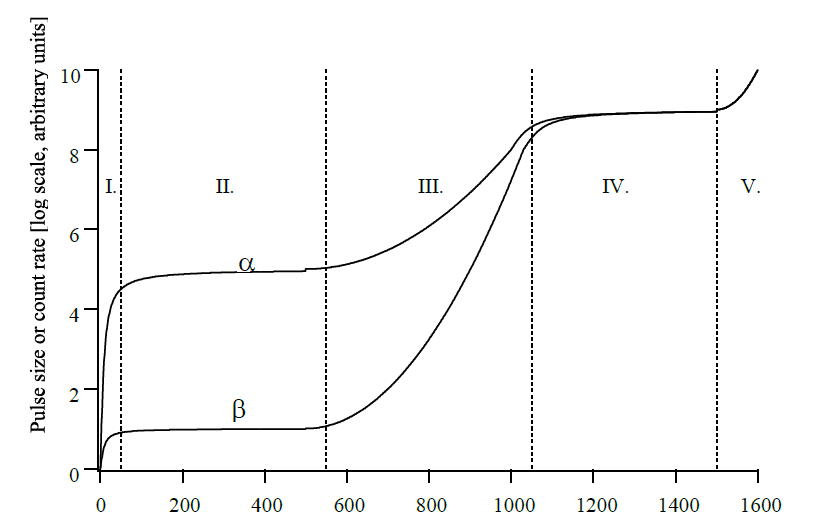 Pulse size or count rate [log scale, arbitrary units]
10
8
6
4
2
0
I.
II.
III.
IV.
V.
α
β
0 200 400 600 800 1000 1200 1400 1600